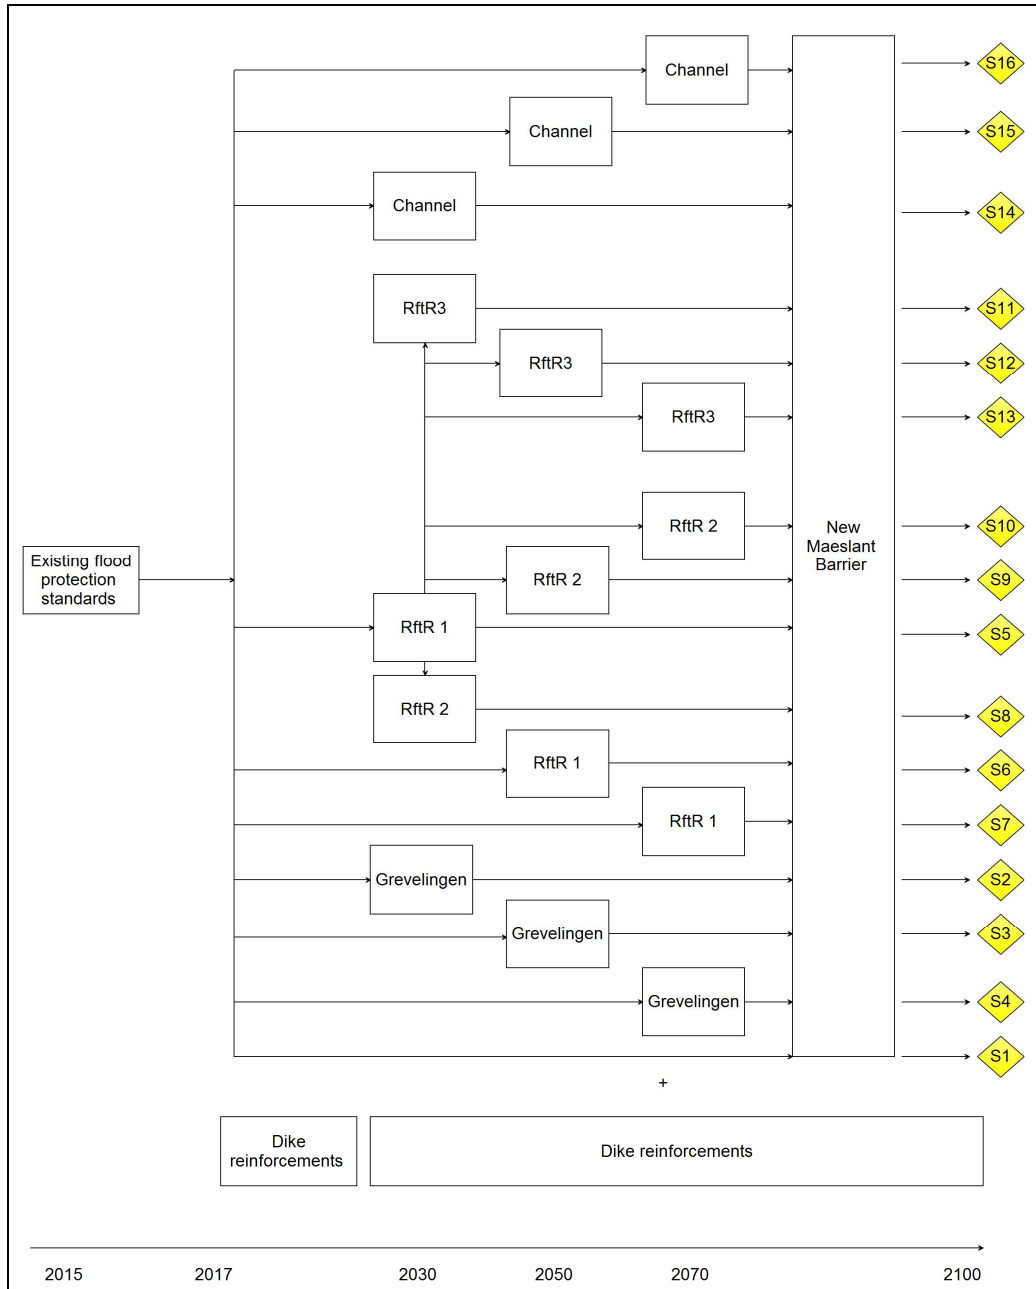 Channel
S16
Channel
S15
Channel
S14
RftR3
S11
RftR3
S12
RftR3
S13
RftR 2
S10
New
Maeslant
Barrier
Existing flood
protection
standards
RftR 2
S9
RftR 1
S5
RftR 2
S8
RftR 1
S6
RftR 1
S7
Grevelingen
S2
Grevelingen
S3
Grevelingen
S4
S1
+
Dike
reinforcements
Dike reinforcements
2015
2017
2030
2050
2070
2100